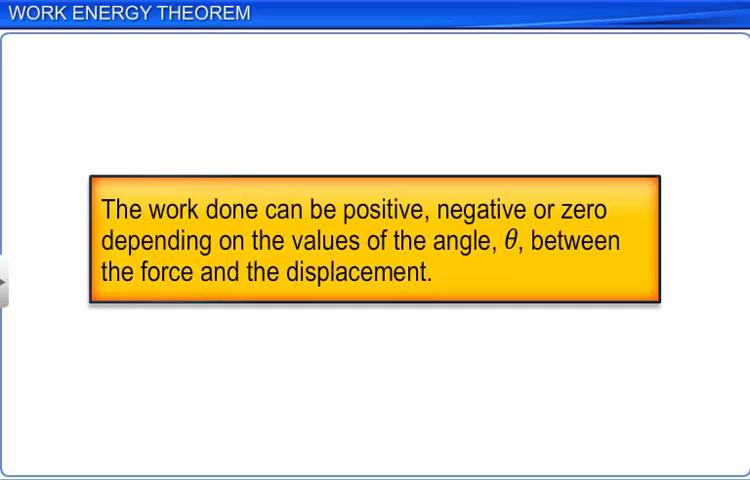 WORK ENERGY THEOREM
The work done can be positive, negative or zero
depending on the values of the angle, θ, between
the force and the displacement.